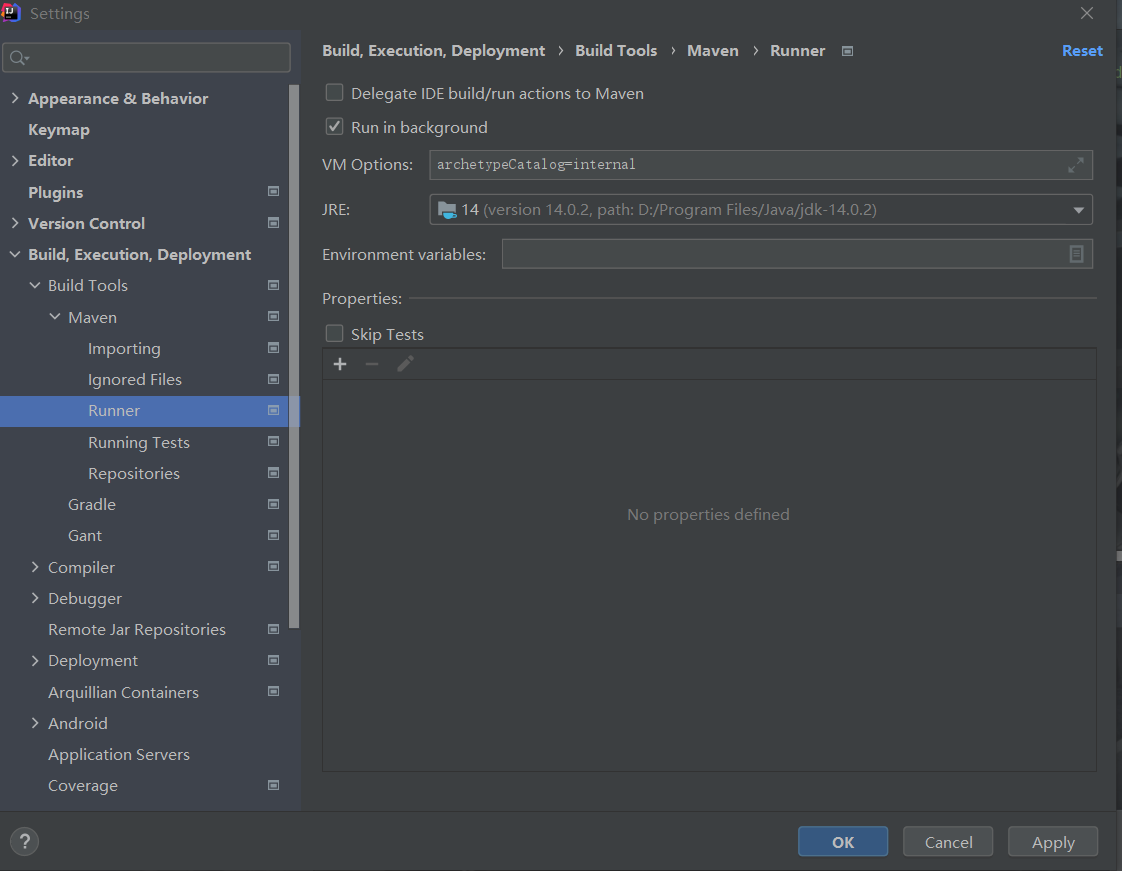 Settings
Build, Execution, Deployment › Build Tools › Maven › Runner
Reset
Appearance & Behavior
Keymap
Editor
Plugins
Version Control
Build, Execution, Deployment
Build Tools
Maven
Importing
Ignored Files
Runner
Running Tests
Repositories
Gradle
Gant
Compiler
Debugger
Remote Jar Repositories
Deployment
Arquillian Containers
Android
Application Servers
Coverage
Delegate IDE build/run actions to Maven
Run in background
VM Options: archetypeCatalog=internal
JRE: 14 (version 14.0.2, path: D:/Program Files/Java/jdk-14.0.2)
Environment variables:
Properties:
Skip Tests
No properties defined
?
OK Cancel Apply